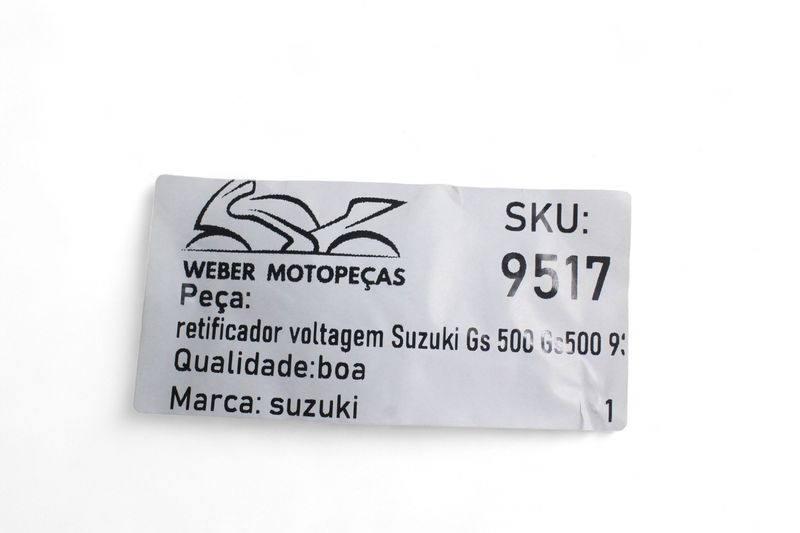 WEBER MOTOPEÇAS
SKU:
9517
Peça:
retificador voltagem Suzuki Gs 500 Gs500
Qualidade:boa
Marca: suzuki
1